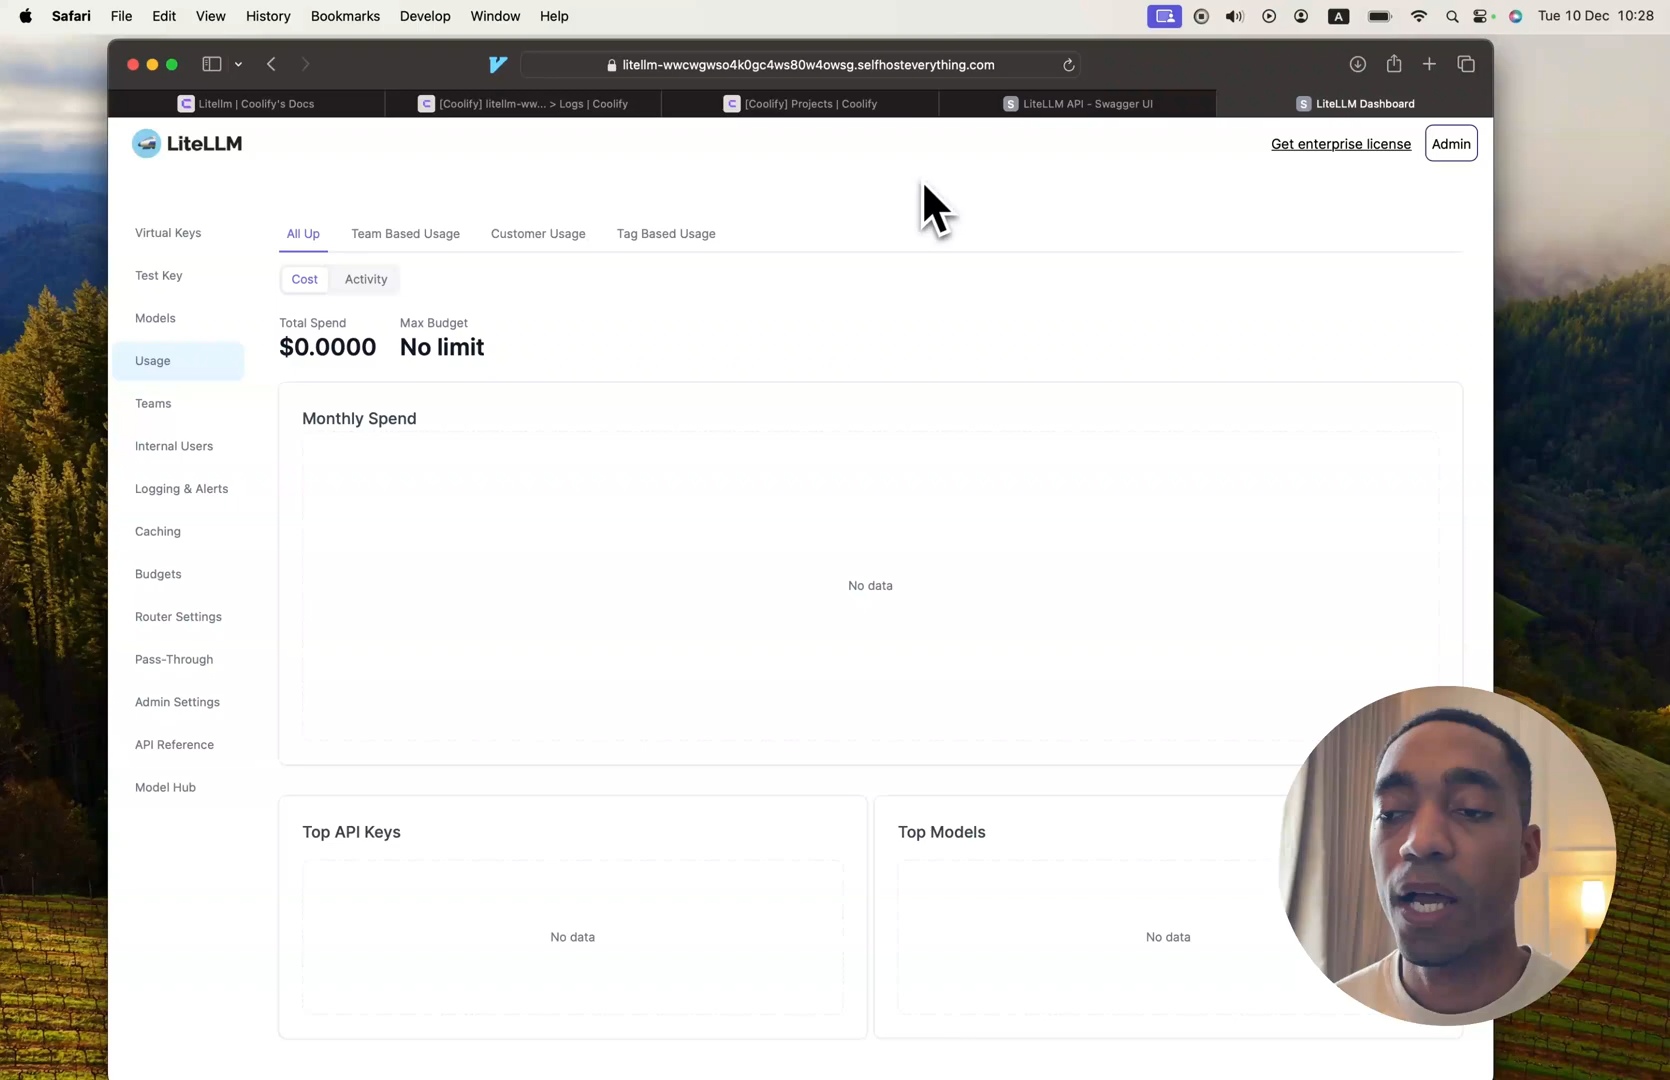 Safari File Edit View History Bookmarks Develop Window Help A Tue 10 Dec 10:28
litellm-wwcwgwso4k0gc4ws80w4owsg.selfhosteverything.com
C Litellm | Coolify's Docs
C [Coolify] litellm-ww... > Logs | Coolify
C [Coolify] Projects | Coolify
S LiteLLM API - Swagger UI
S LiteLLM Dashboard
LiteLLM
Get enterprise license
Admin
Virtual Keys
Test Key
Models
Usage
Teams
Internal Users
Logging & Alerts
Caching
Budgets
Router Settings
Pass-Through
Admin Settings
API Reference
Model Hub
All Up Team Based Usage Customer Usage Tag Based Usage
Cost Activity
Total Spend Max Budget
$0.0000 No limit
Monthly Spend
No data
Top API Keys
No data
Top Models
No data